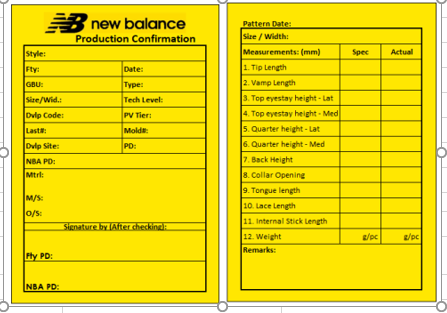 new balance
Production Confirmation
Style:
Fty: Date:
GBU: Type:
Size/Wid.: Tech Level:
Dvlp Code: PV Tier:
Last#: Mold#:
Dvlp Site: PD:
NBA PD:
Mtrl:
M/S:
O/S:
Signature by (After checking):
Fty PD:
NBA PD:
Pattern Date:
Size / Width:
Measurements: (mm) Spec Actual
1. Tip Length
2. Vamp Length
3. Top eyestay height - Lat
4. Top eyestay height - Med
5. Quarter height - Lat
6. Quarter height - Med
7. Back Height
8. Collar Opening
9. Tongue length
10. Lace Length
11. Internal Stick Length
12. Weight g/pc g/pc
Remarks: